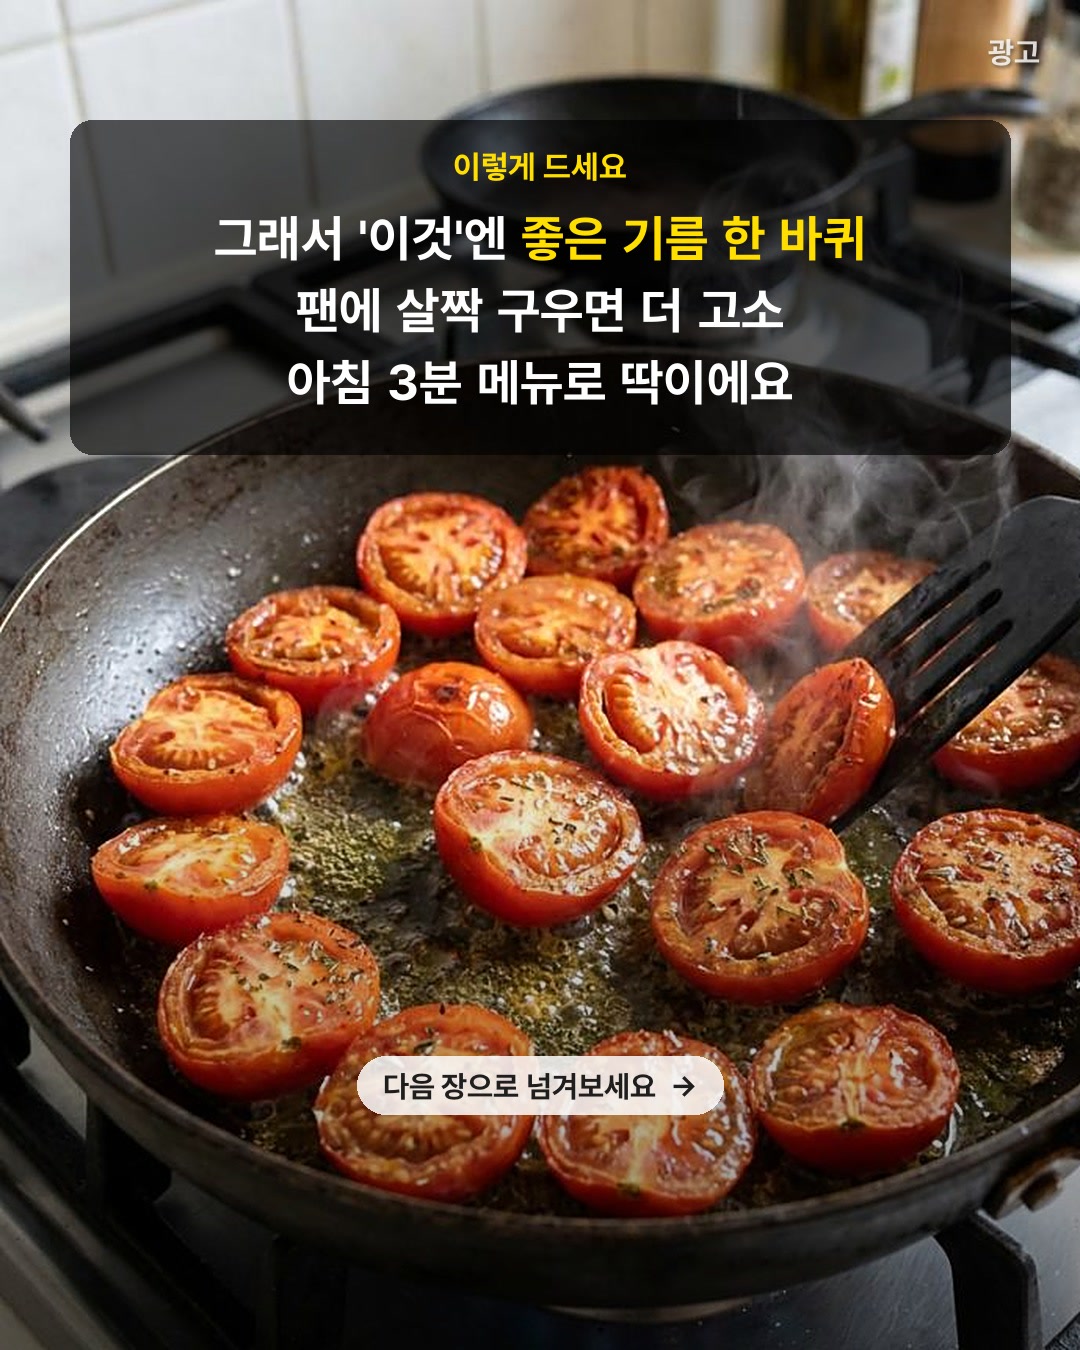 광고
이렇게 드세요
그래서 '이것'엔 좋은 기름 한 바퀴
팬에 살짝 구우면 더 고소
아침 3분 메뉴로 딱이에요
다음 장으로 넘겨보세요 →